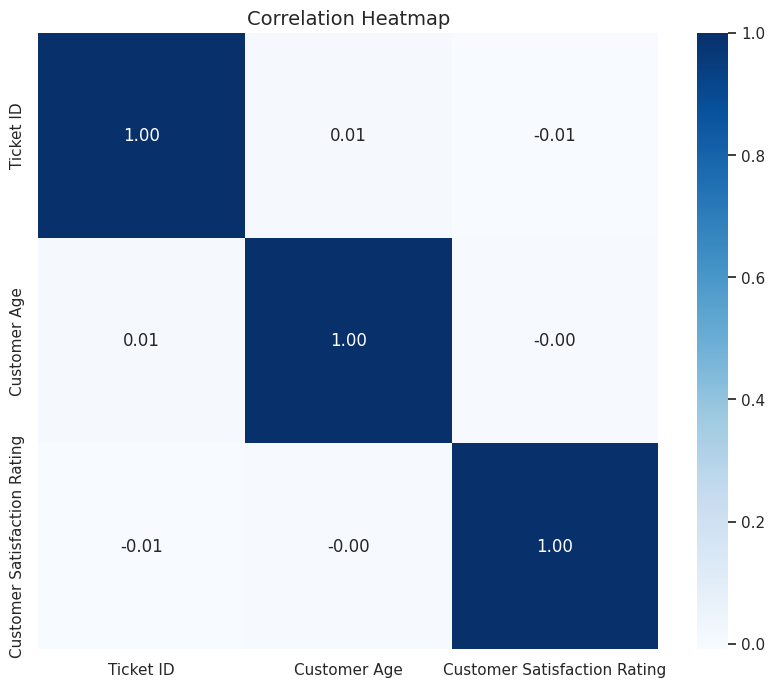 Correlation Heatmap
Ticket ID
1.00
0.01
-0.01
Customer Age
0.01
1.00
-0.00
Customer Satisfaction Rating
-0.01
-0.00
1.00
Ticket ID
Customer Age
Customer Satisfaction Rating
1.0
0.8
0.6
0.4
0.2
0.0